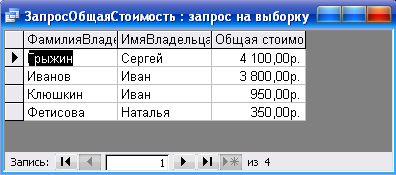 ЗапросОбщаяСтоимость : запрос на выборку
ФамилияВладе ИмяВладельца Общая стоимо
Грыжин Сергей 4 100,00р.
Иванов Иван 3 800,00р.
Клюшкин Иван 950,00р.
Фетисова Наталья 350,00р.
Запись: 1 из 4